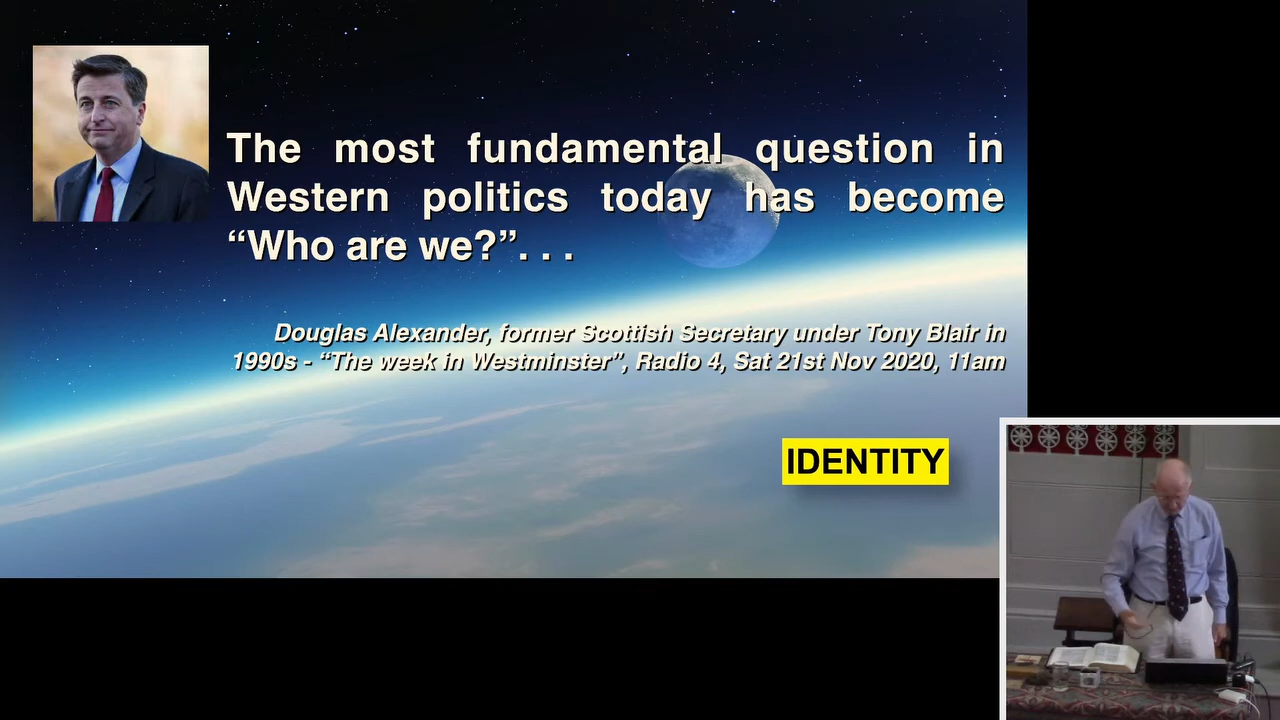 The most fundamental question in
Western politics today has become
“Who are we?”. . .
Douglas Alexander, former Scottish Secretary under Tony Blair in
1990s - “The week in Westminster”, Radio 4, Sat 21st Nov 2020, 11am
IDENTITY